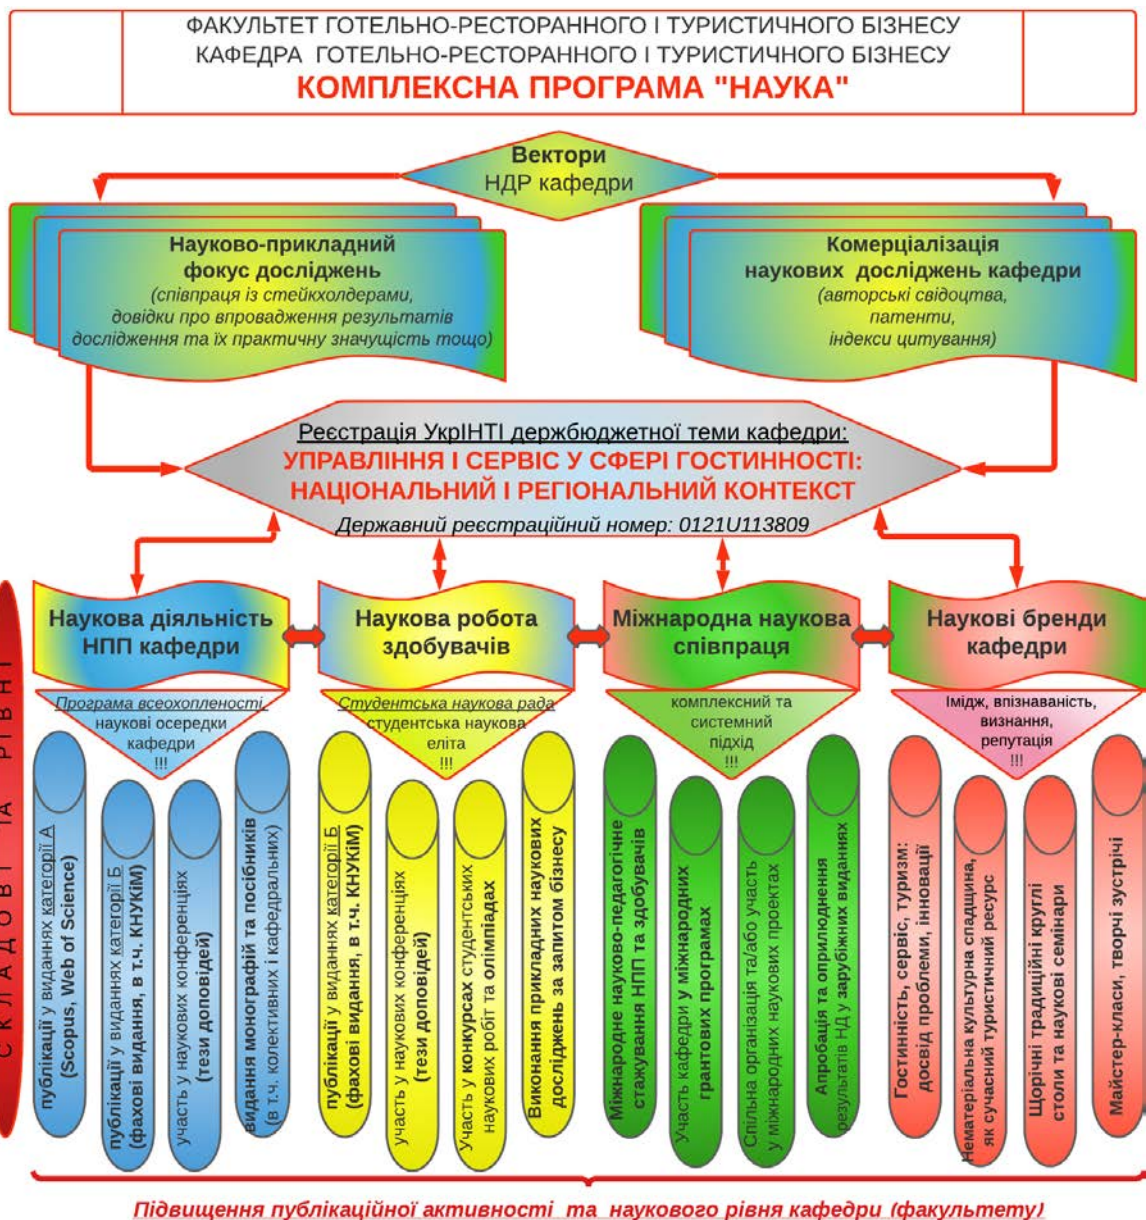 ФАКУЛЬТЕТ ГОТЕЛЬНО-РЕСТОРАННОГО І ТУРИСТИЧНОГО БІЗНЕСУ
КАФЕДРА ГОТЕЛЬНО-РЕСТОРАННОГО І ТУРИСТИЧНОГО БІЗНЕСУ
КОМПЛЕКСНА ПРОГРАМА "НАУКА"
Вектори
НДР кафедри
Науково-прикладний
фокус досліджень
(співпраця із стейкхолдерами,
довідки про впровадження результатів
дослідження та їх практичну значущість тощо)
Комерціалізація
наукових досліджень кафедри
(авторські свідоцтва,
патенти,
індекси цитування)
Реєстрація УкрІНТІ держбюджетної теми кафедри:
УПРАВЛІННЯ І СЕРВІС У СФЕРІ ГОСТИННОСТІ:
НАЦІОНАЛЬНИЙ І РЕГІОНАЛЬНИЙ КОНТЕКСТ
Державний реєстраційний номер: 0121U113809
СКЛАДОВІ ТА РІВНІ
Наукова діяльність
НПП кафедри
Програма всеохопленості,
наукові осередки
кафедри
!!!
публікації у виданнях категорії А
(Scopus, Web of Science)
публікації у виданнях категорії Б
(фахові видання, в т.ч. КНУКіМ)
участь у наукових конференціях
(тези доповідей)
видання монографій та посібників
(в т.ч. колективних і кафедральних)
Наукова робота
здобувачів
Студентська наукова рада
студентська наукова
еліта
!!!
публікації у виданнях категорії Б
(фахові видання, в т.ч. КНУКіМ)
участь у наукових конференціях
(тези доповідей)
Участь у конкурсах студентських
наукових робіт та олімпіадах
Виконання прикладних наукових
досліджень за запитом бізнесу
Міжнародна наукова
співпраця
комплексний та
системний
підхід
!!!
Міжнародне науково-педагогічне
стажування НПП та здобувачів
Участь кафедри у міжнародних
грантових програмах
Спільна організація та/або участь
у міжнародних наукових проектах
Апробація та оприлюднення
результатів НД у зарубіжних виданнях
Наукові бренди
кафедри
Імідж, впізнаваність,
визнання,
репутація
!!!
Гостинність, сервіс, туризм:
досвід проблеми, інновації
Нематеріальна культурна спадщина,
як сучасний туристичний ресурс
Щорічні традиційні круглі
столи та наукові семінари
Майстер-класи, творчі зустрічі
Підвищення публікаційної активності та наукового рівня кафедри (факультету)